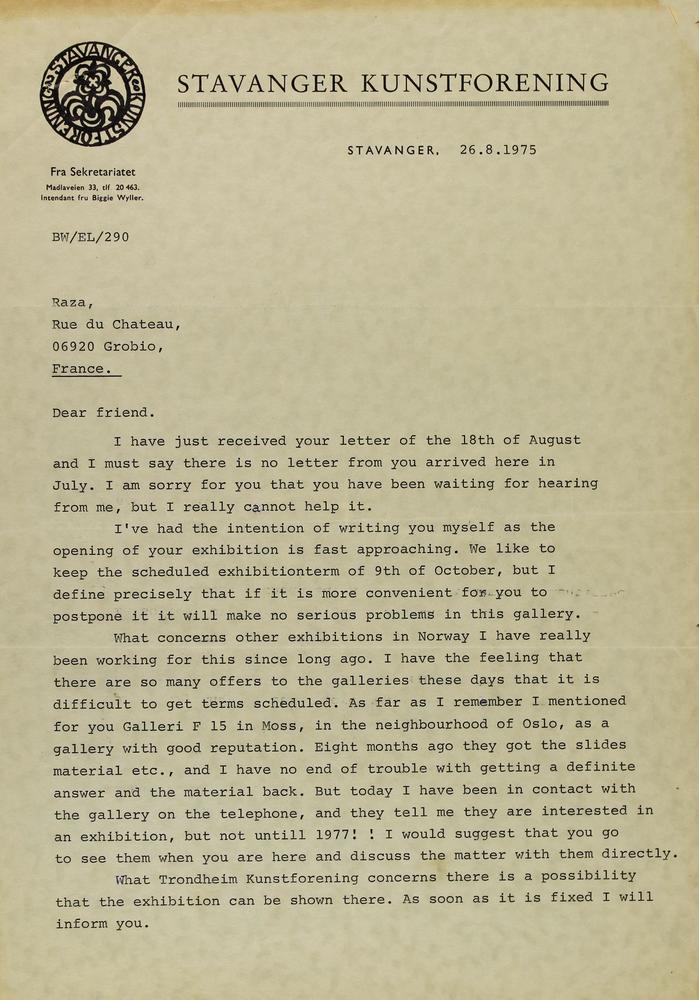 STAVANGER KUNSTFORENING
STAVANGER KUNSTFORENING
STAVANGER, 26.8.1975
Fra Sekretariatet
Madlaveien 33, tlf 20 463.
Intendant fru Biggie Wyller.
BW/EL/290
Raza,
Rue du Chateau,
06920 Grobio,
France.
Dear friend.
I have just received your letter of the 18th of August
and I must say there is no letter from you arrived here in
July. I am sorry for you that you have been waiting for hearing
from me, but I really cannot help it.
I've had the intention of writing you myself as the
opening of your exhibition is fast approaching. We like to
keep the scheduled exhibitionterm of 9th of October, but I
define precisely that if it is more convenient for you to
postpone it it will make no serious problems in this gallery.
What concerns other exhibitions in Norway I have really
been working for this since long ago. I have the feeling that
there are so many offers to the galleries these days that it is
difficult to get terms scheduled. As far as I remember I mentioned
for you Galleri F 15 in Moss, in the neighbourhood of Oslo, as a
gallery with good reputation. Eight months ago they got the slides
material etc., and I have no end of trouble with getting a definite
answer and the material back. But today I have been in contact with
the gallery on the telephone, and they tell me they are interested in
an exhibition, but not untill 1977! ! I would suggest that you go
to see them when you are here and discuss the matter with them directly.
What Trondheim Kunstforening concerns there is a possibility
that the exhibition can be shown there. As soon as it is fixed I will
inform you.